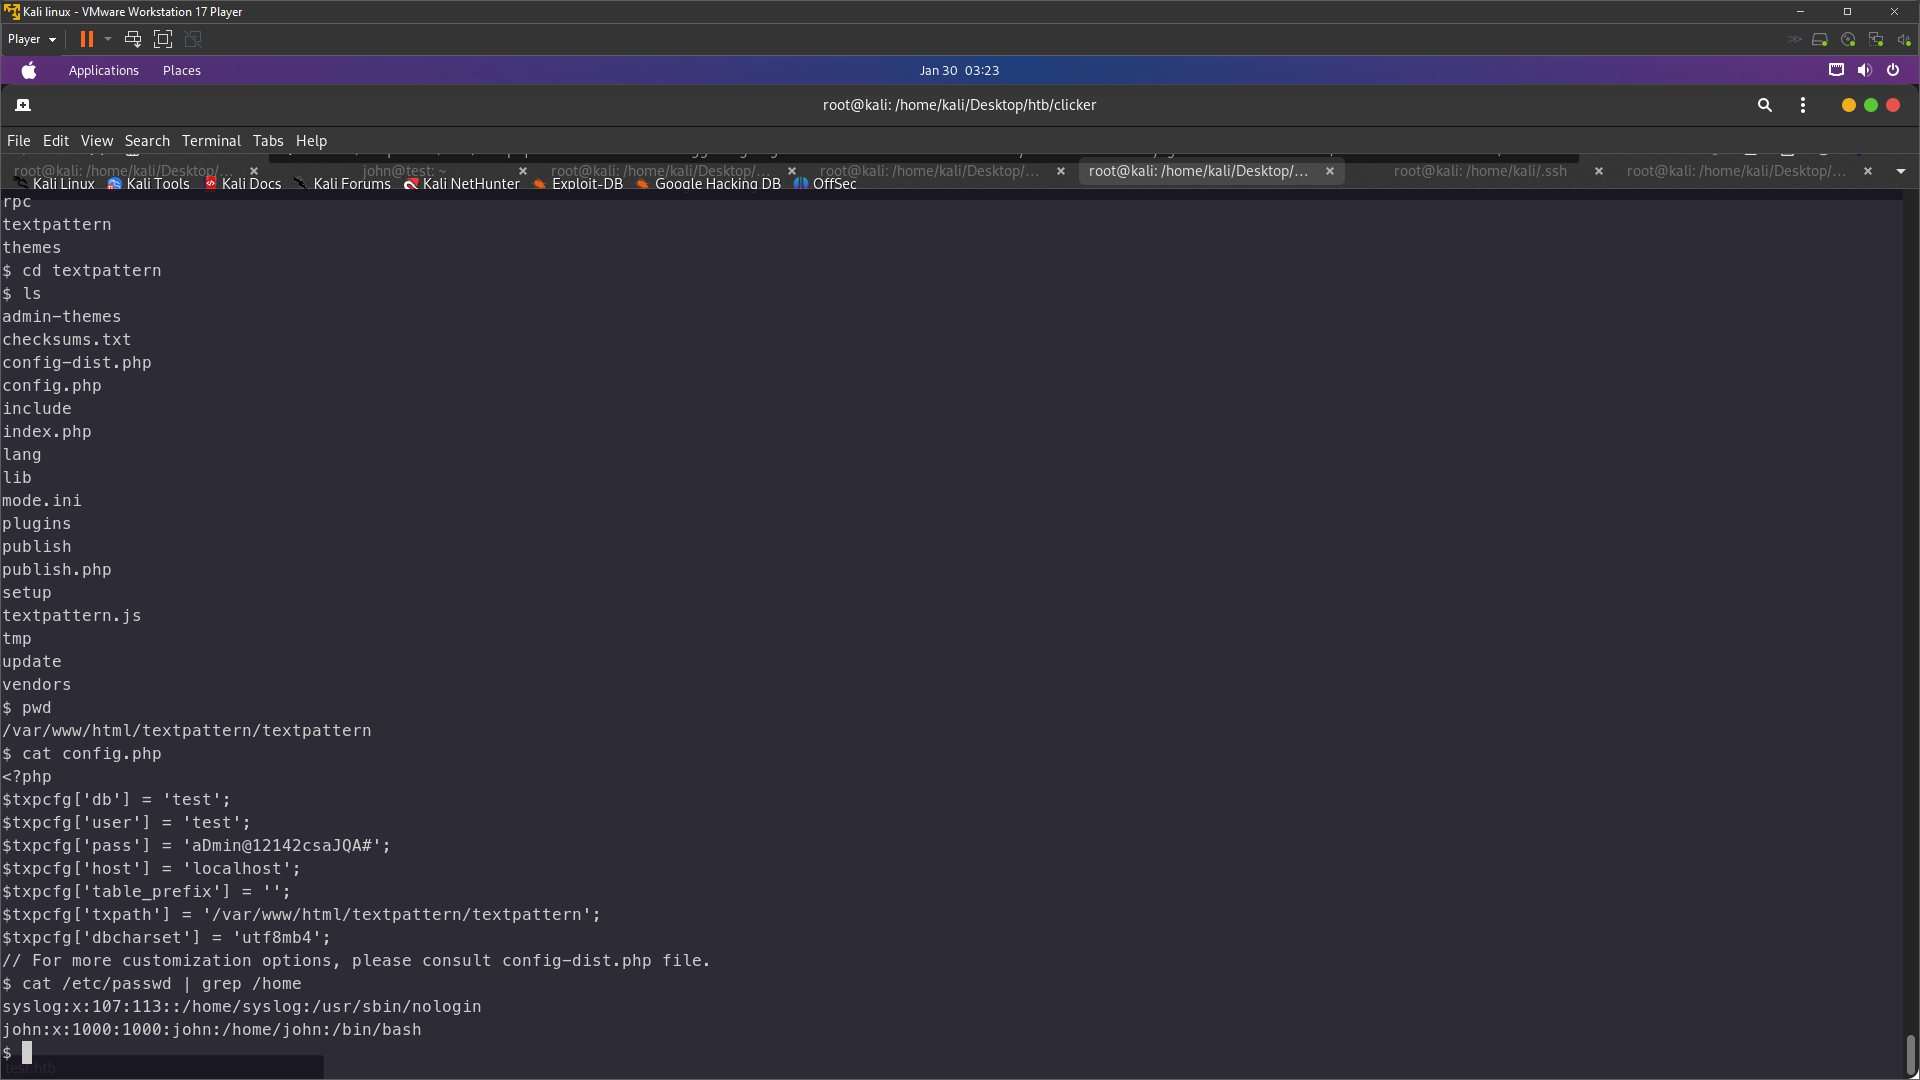 Kali linux - VMware Workstation 17 Player
Player
Applications Places Jan 30 03:23
root@kali: /home/kali/Desktop/htb/clicker
File Edit View Search Terminal Tabs Help
root@kali: /home/kali/Desktop/... john@test: ~ root@kali: /home/kali/Desktop/... root@kali: /home/kali/Desktop/... root@kali: /home/kali/Desktop/... root@kali: /home/kali/.ssh root@kali: /home/kali/Desktop/...
Kali Linux Kali Tools Kali Docs Kali Forums Kali NetHunter Exploit-DB Google Hacking DB OffSec
rpc
textpattern
themes
$ cd textpattern
$ ls
admin-themes
checksums.txt
config-dist.php
config.php
include
index.php
lang
lib
mode.ini
plugins
publish
publish.php
setup
textpattern.js
tmp
update
vendors
$ pwd
/var/www/html/textpattern/textpattern
$ cat config.php
<?php
$txpcfg['db'] = 'test';
$txpcfg['user'] = 'test';
$txpcfg['pass'] = 'aDmin@12142csaJQA#';
$txpcfg['host'] = 'localhost';
$txpcfg['table_prefix'] = '';
$txpcfg['txpath'] = '/var/www/html/textpattern/textpattern';
$txpcfg['dbcharset'] = 'utf8mb4';
// For more customization options, please consult config-dist.php file.
$ cat /etc/passwd | grep /home
syslog:x:107:113::/home/syslog:/usr/sbin/nologin
john:x:1000:1000:john:/home/john:/bin/bash
$
test.htb